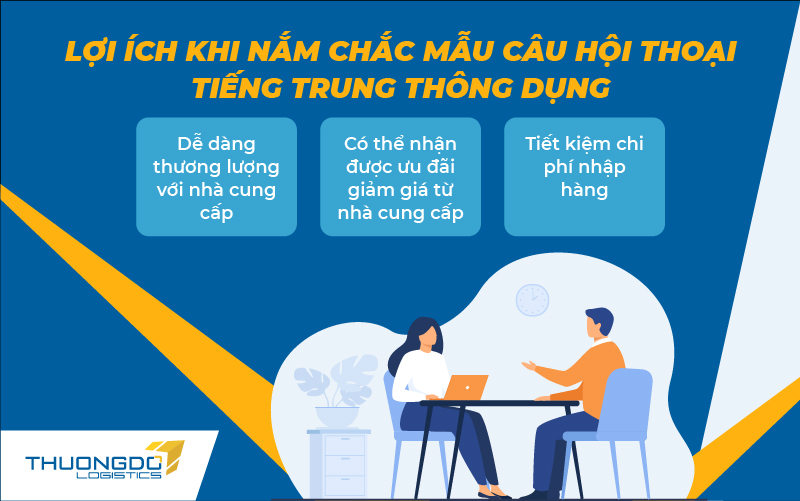 LỢI ÍCH KHI NẮM CHẮC MẪU CÂU HỘI THOẠI
TIẾNG TRUNG THÔNG DỤNG
Dễ dàng
thương lượng
với nhà cung
cấp
Có thể nhận
được ưu đãi
giảm giá từ
nhà cung cấp
Tiết kiệm chi
phí nhập
hàng
THUONGDO
LOGISTICS